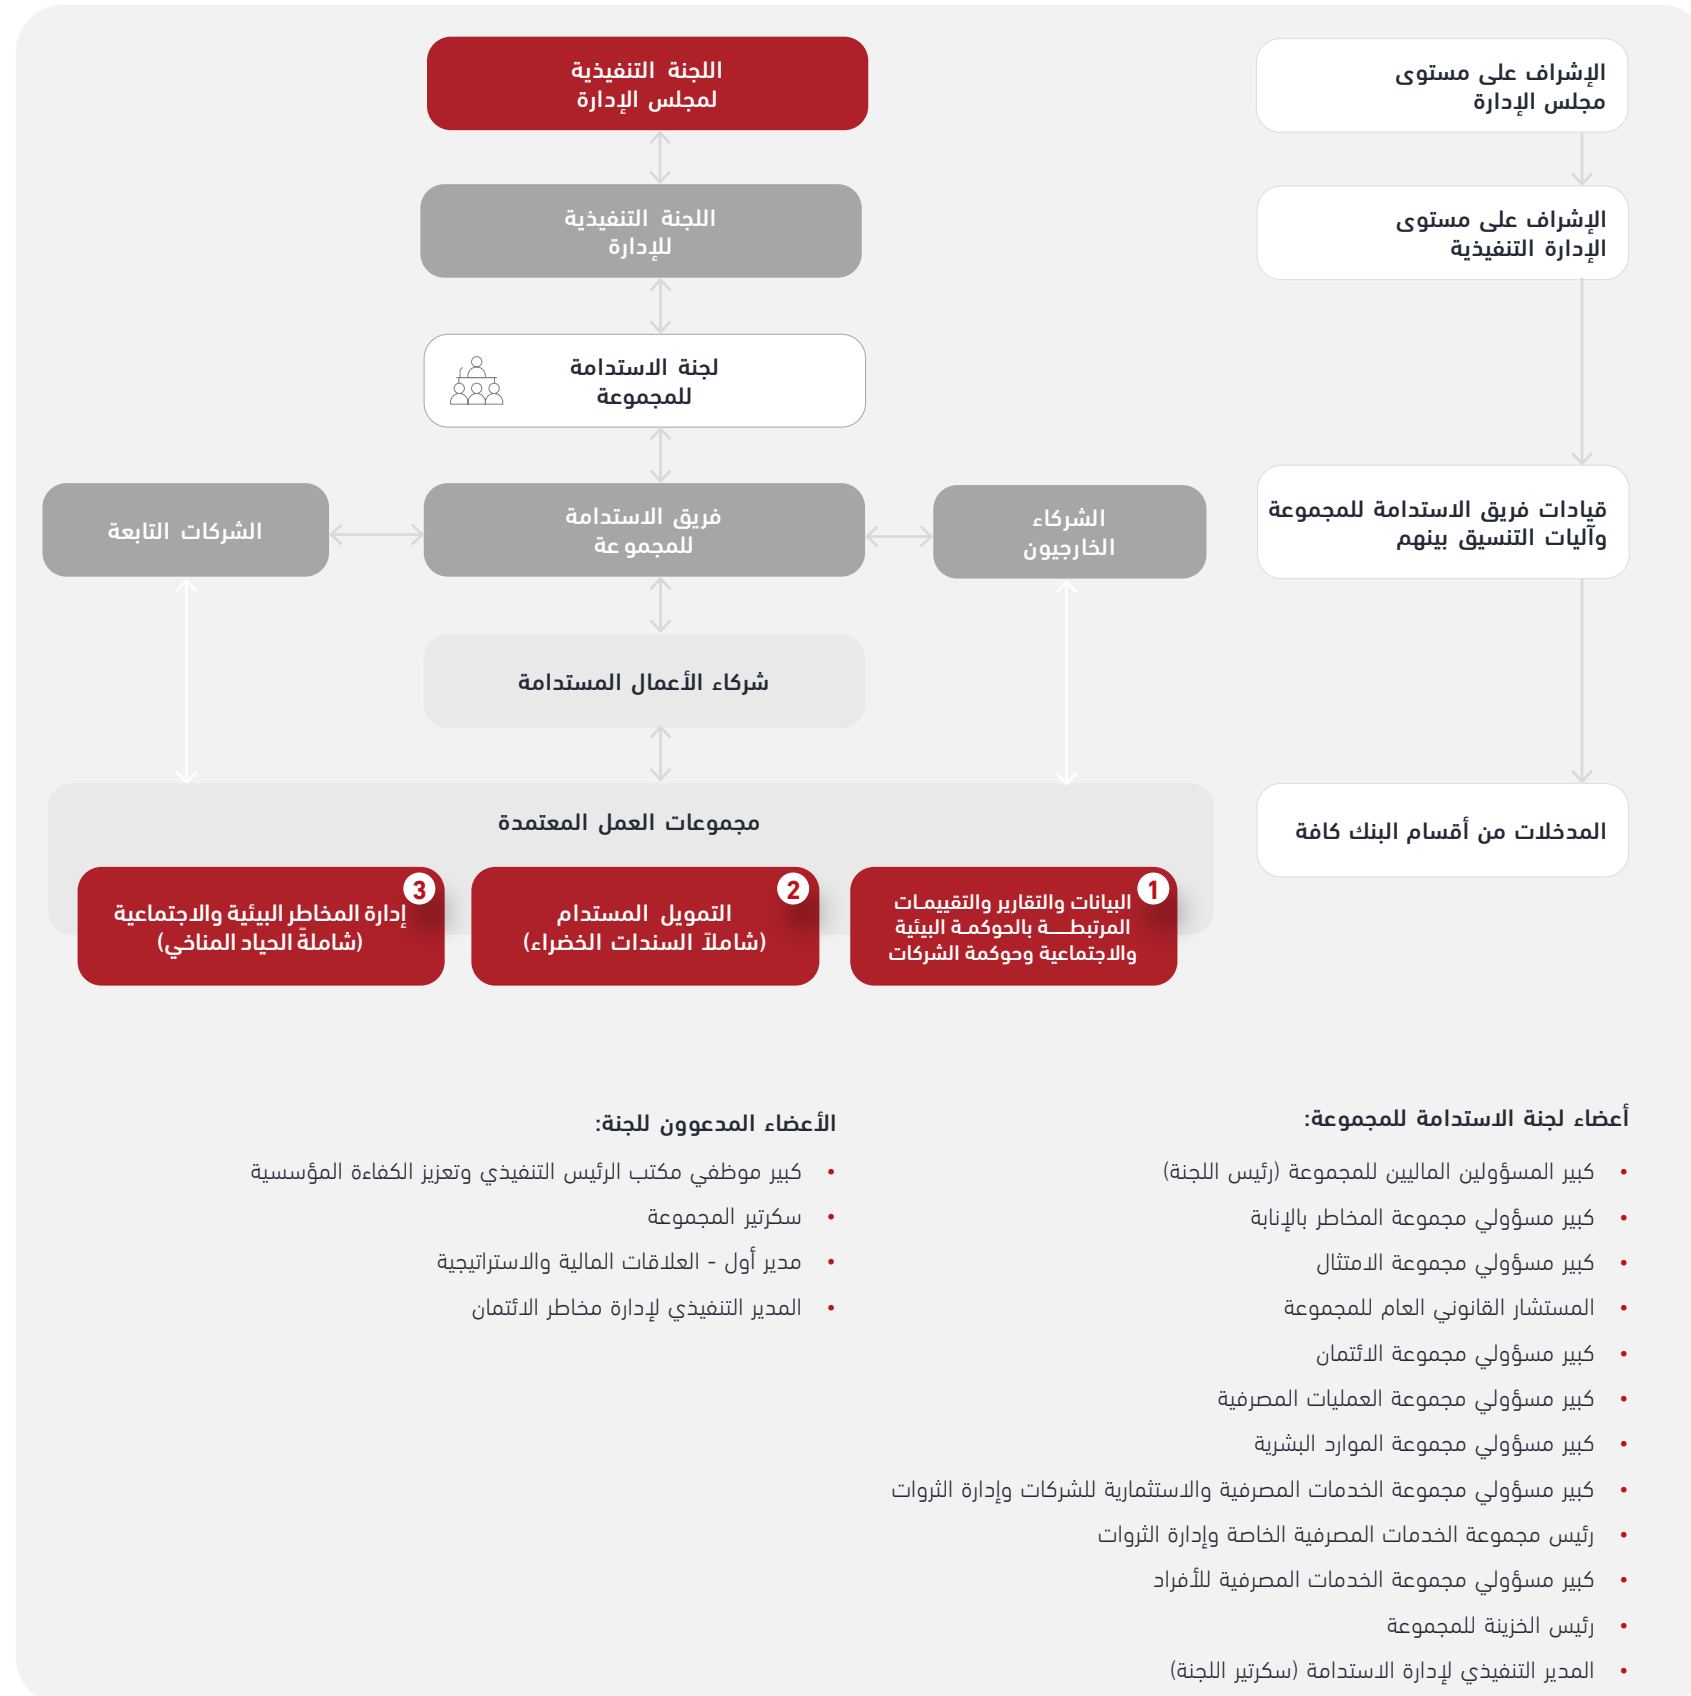 الإشراف على مستوى
مجلس الإدارة
اللجنة التنفيذية
لمجلس الإدارة
الإشراف على مستوى
الإدارة التنفيذية
اللجنة التنفيذية
للإدارة
لجنة الاستدامة
للمجموعة
قيادات فريق الاستدامة للمجموعة
وآليات التنسيق بينهم
الشركاء
الخارجيون
فريق الاستدامة
للمجموعة
الشركات التابعة
شركاء الأعمال المستدامة
المدخلات من أقسام البنك كافة
مجموعات العمل المعتمدة
1
البيانات والتقارير والتقييمـات
المرتبطـــة بالحوكمـة البيئية
والاجتماعية وحوكمة الشركات
2
التمويل المستدام
(شاملاً السندات الخضراء)
3
إدارة المخاطر البيئية والاجتماعية
(شاملةً الحياد المناخي)
أعضاء لجنة الاستدامة للمجموعة:
• كبير المسؤولين الماليين للمجموعة (رئيس اللجنة)
• كبير مسؤولي مجموعة المخاطر بالإنابة
• كبير مسؤولي مجموعة الامتثال
• المستشار القانوني العام للمجموعة
• كبير مسؤولي مجموعة الائتمان
• كبير مسؤولي مجموعة العمليات المصرفية
• كبير مسؤولي مجموعة الموارد البشرية
• كبير مسؤولي مجموعة الخدمات المصرفية والاستثمارية للشركات وإدارة الثروات
• رئيس مجموعة الخدمات المصرفية الخاصة وإدارة الثروات
• كبير مسؤولي مجموعة الخدمات المصرفية للأفراد
• رئيس الخزينة للمجموعة
• المدير التنفيذي لإدارة الاستدامة (سكرتير اللجنة)
الأعضاء المدعوون للجنة:
• كبير موظفي مكتب الرئيس التنفيذي وتعزيز الكفاءة المؤسسية
• سكرتير المجموعة
• مدير أول - العلاقات المالية والاستراتيجية
• المدير التنفيذي لإدارة مخاطر الائتمان